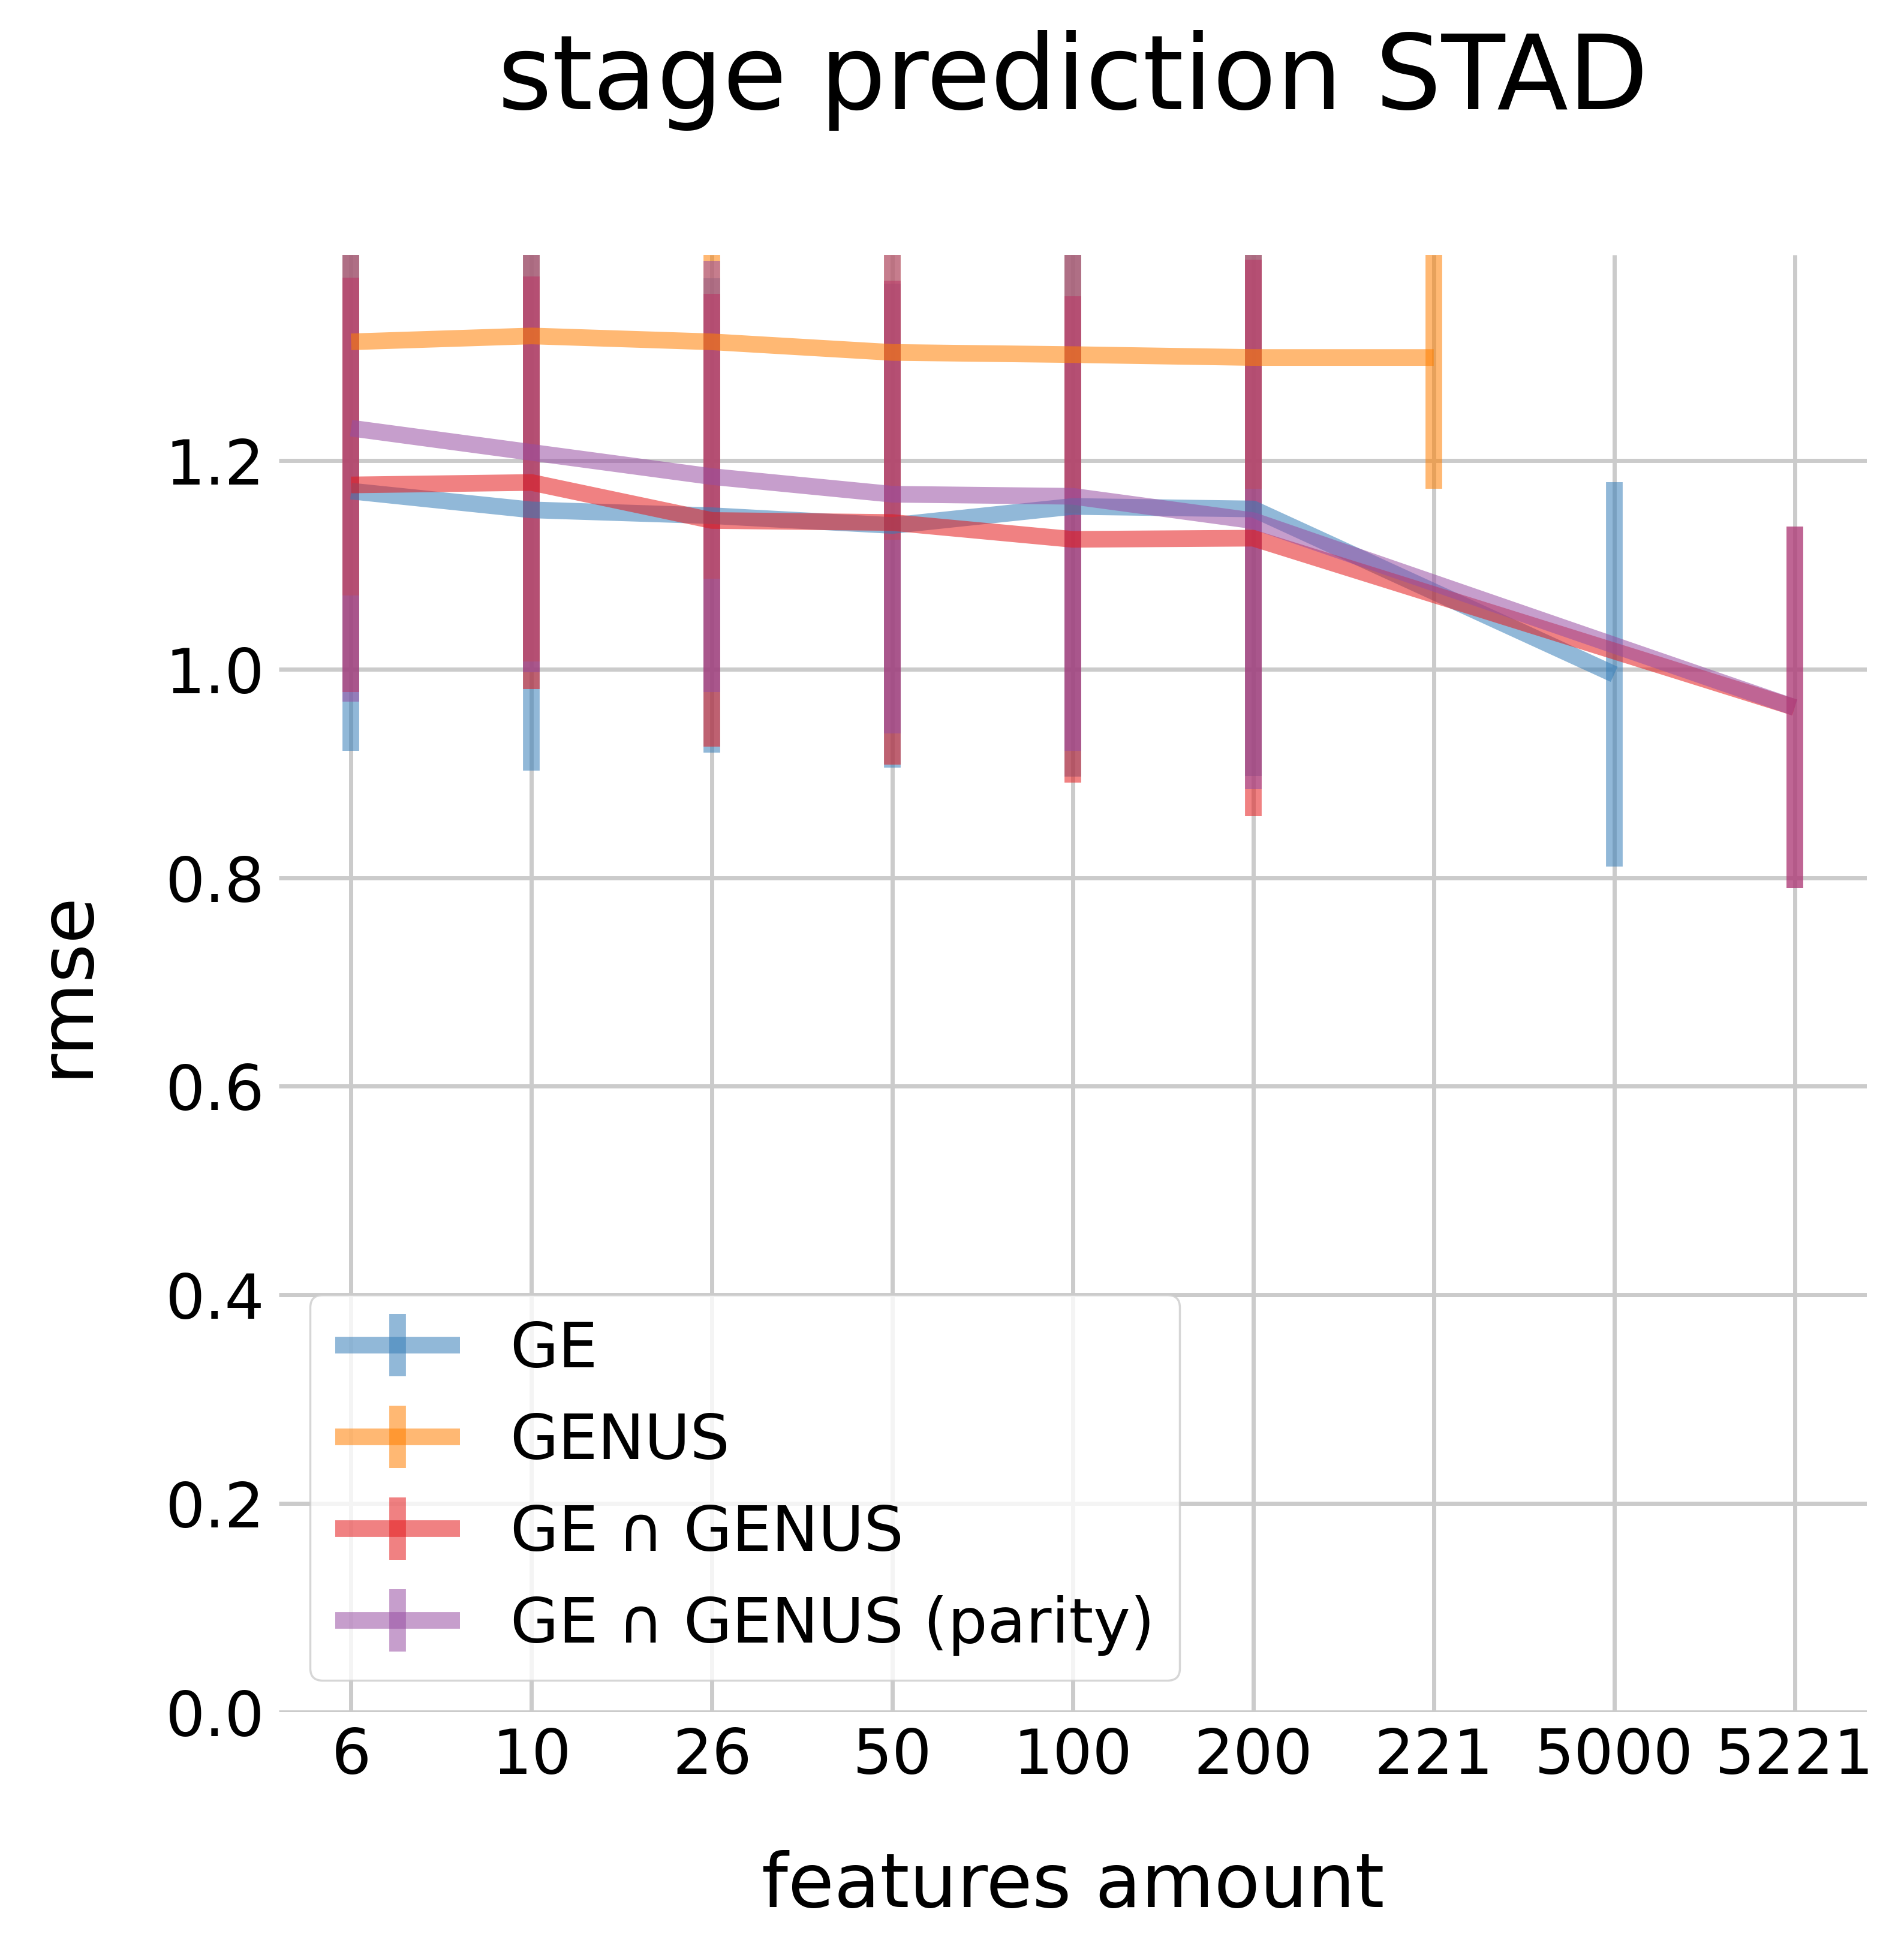 stage prediction STAD
1.2
1.0
0.8
0.6
0.4
0.2
0.0
rmse
GE
GENUS
GE ∩ GENUS
GE ∩ GENUS (parity)
6 10 26 50 100 200 221 5000 5221
features amount